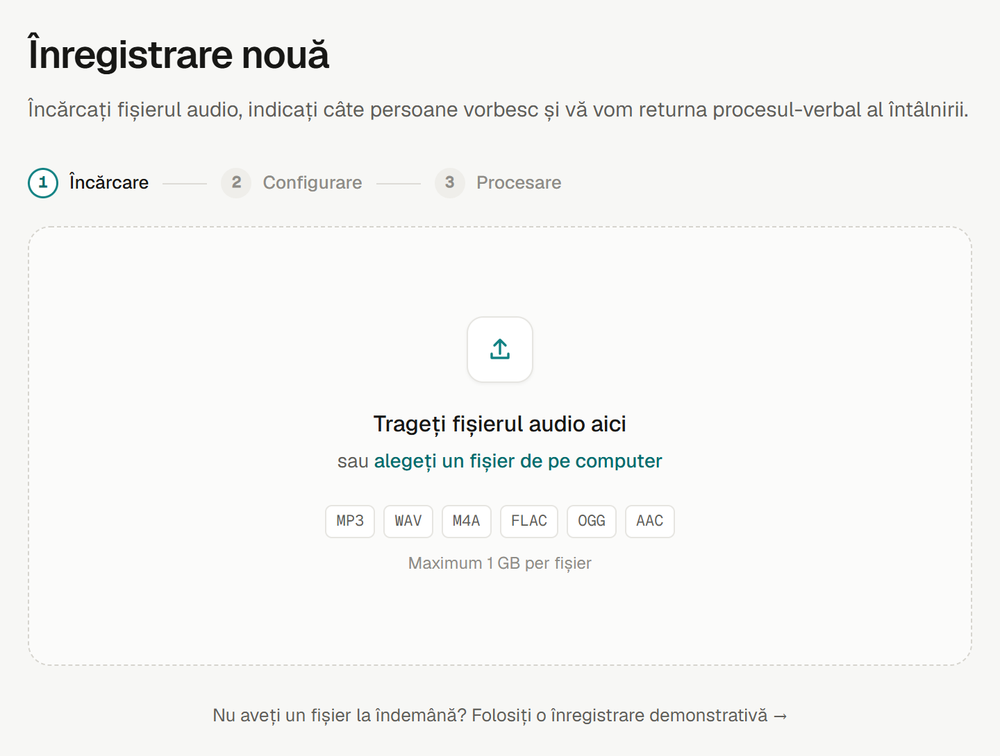 Înregistrare nouă
Încărcați fișierul audio, indicați câte persoane vorbesc și vă vom returna procesul-verbal al întâlnirii.
1 Încărcare 2 Configurare 3 Procesare
Trageți fișierul audio aici
sau alegeți un fișier de pe computer
MP3 WAV M4A FLAC OGG AAC
Maximum 1 GB per fișier
Nu aveți un fișier la îndemână? Folosiți o înregistrare demonstrativă →